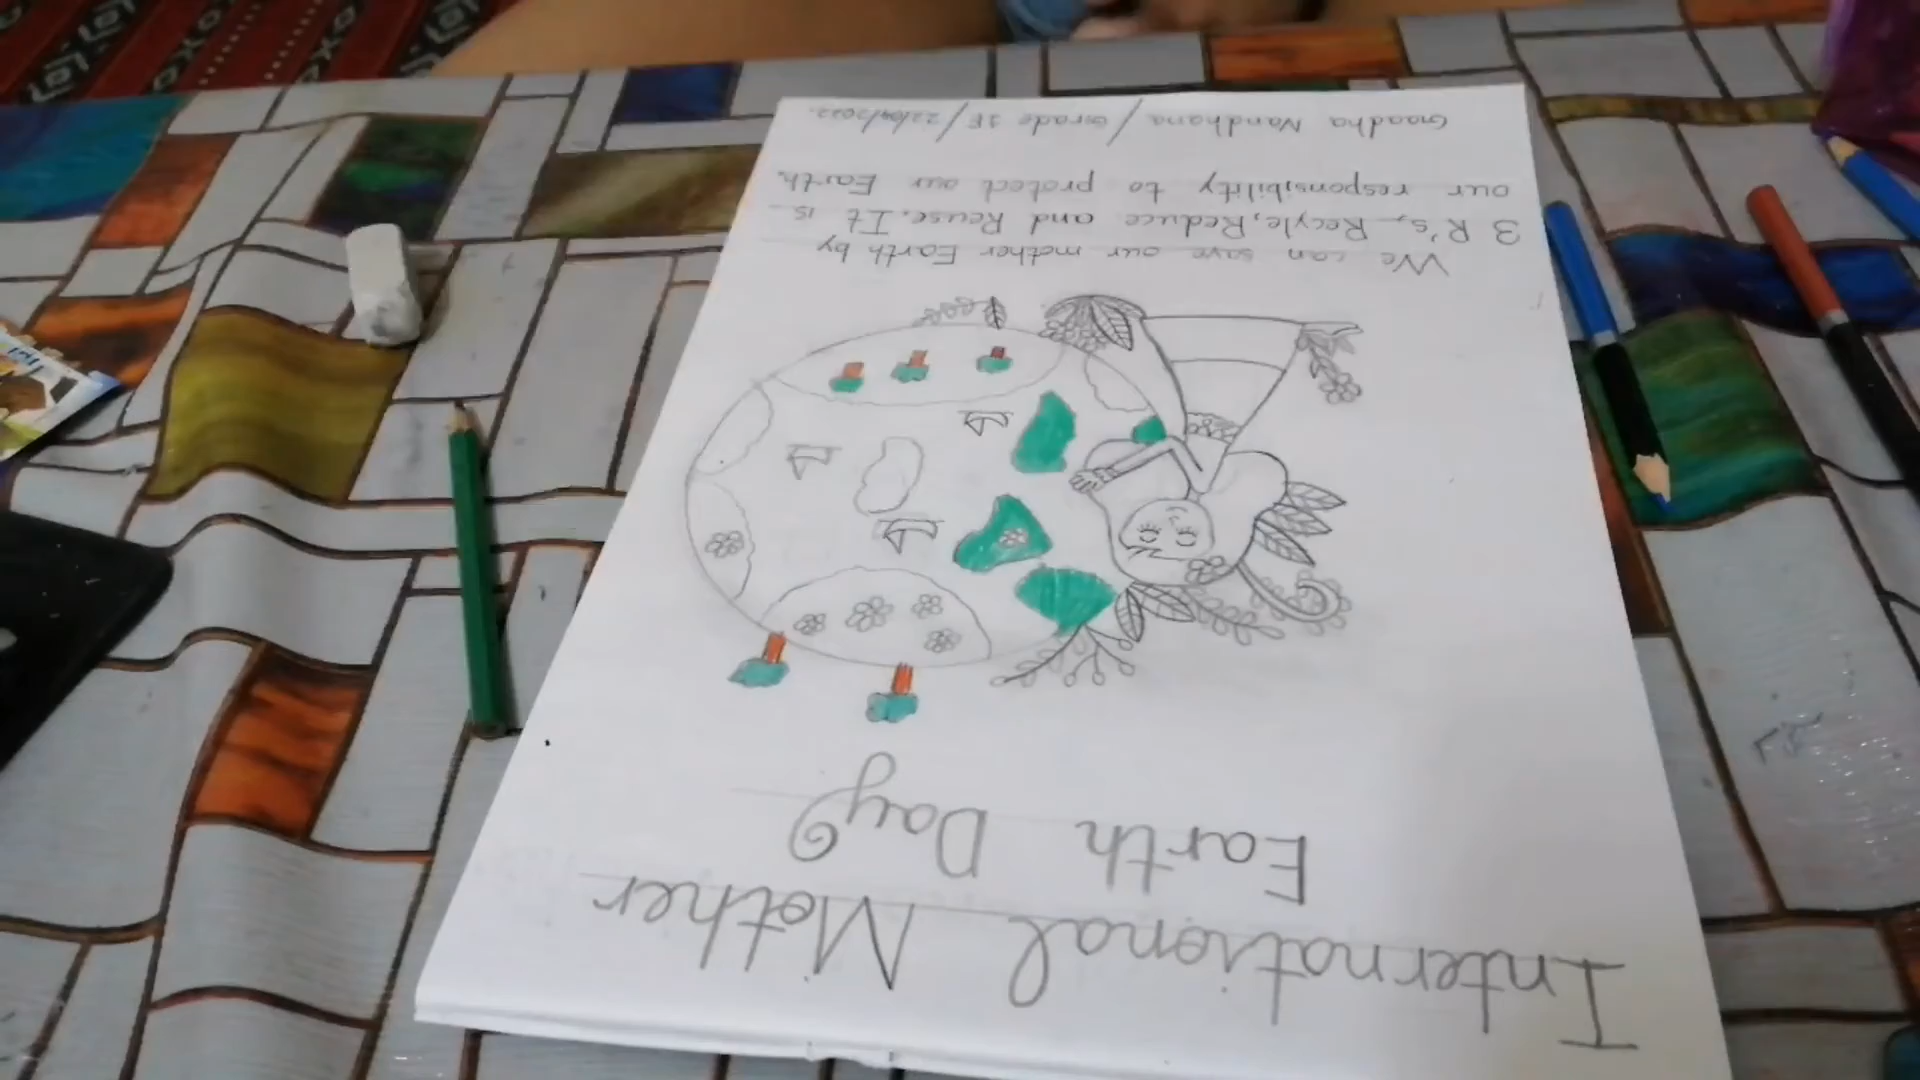 International Mother
Earth Day
We can save our mother Earth by
3 R's, Recyle, Reduce and Reuse. It is
our responsibility to protect our Earth.
Nandhana / Grade 1E / 22/04/2022.